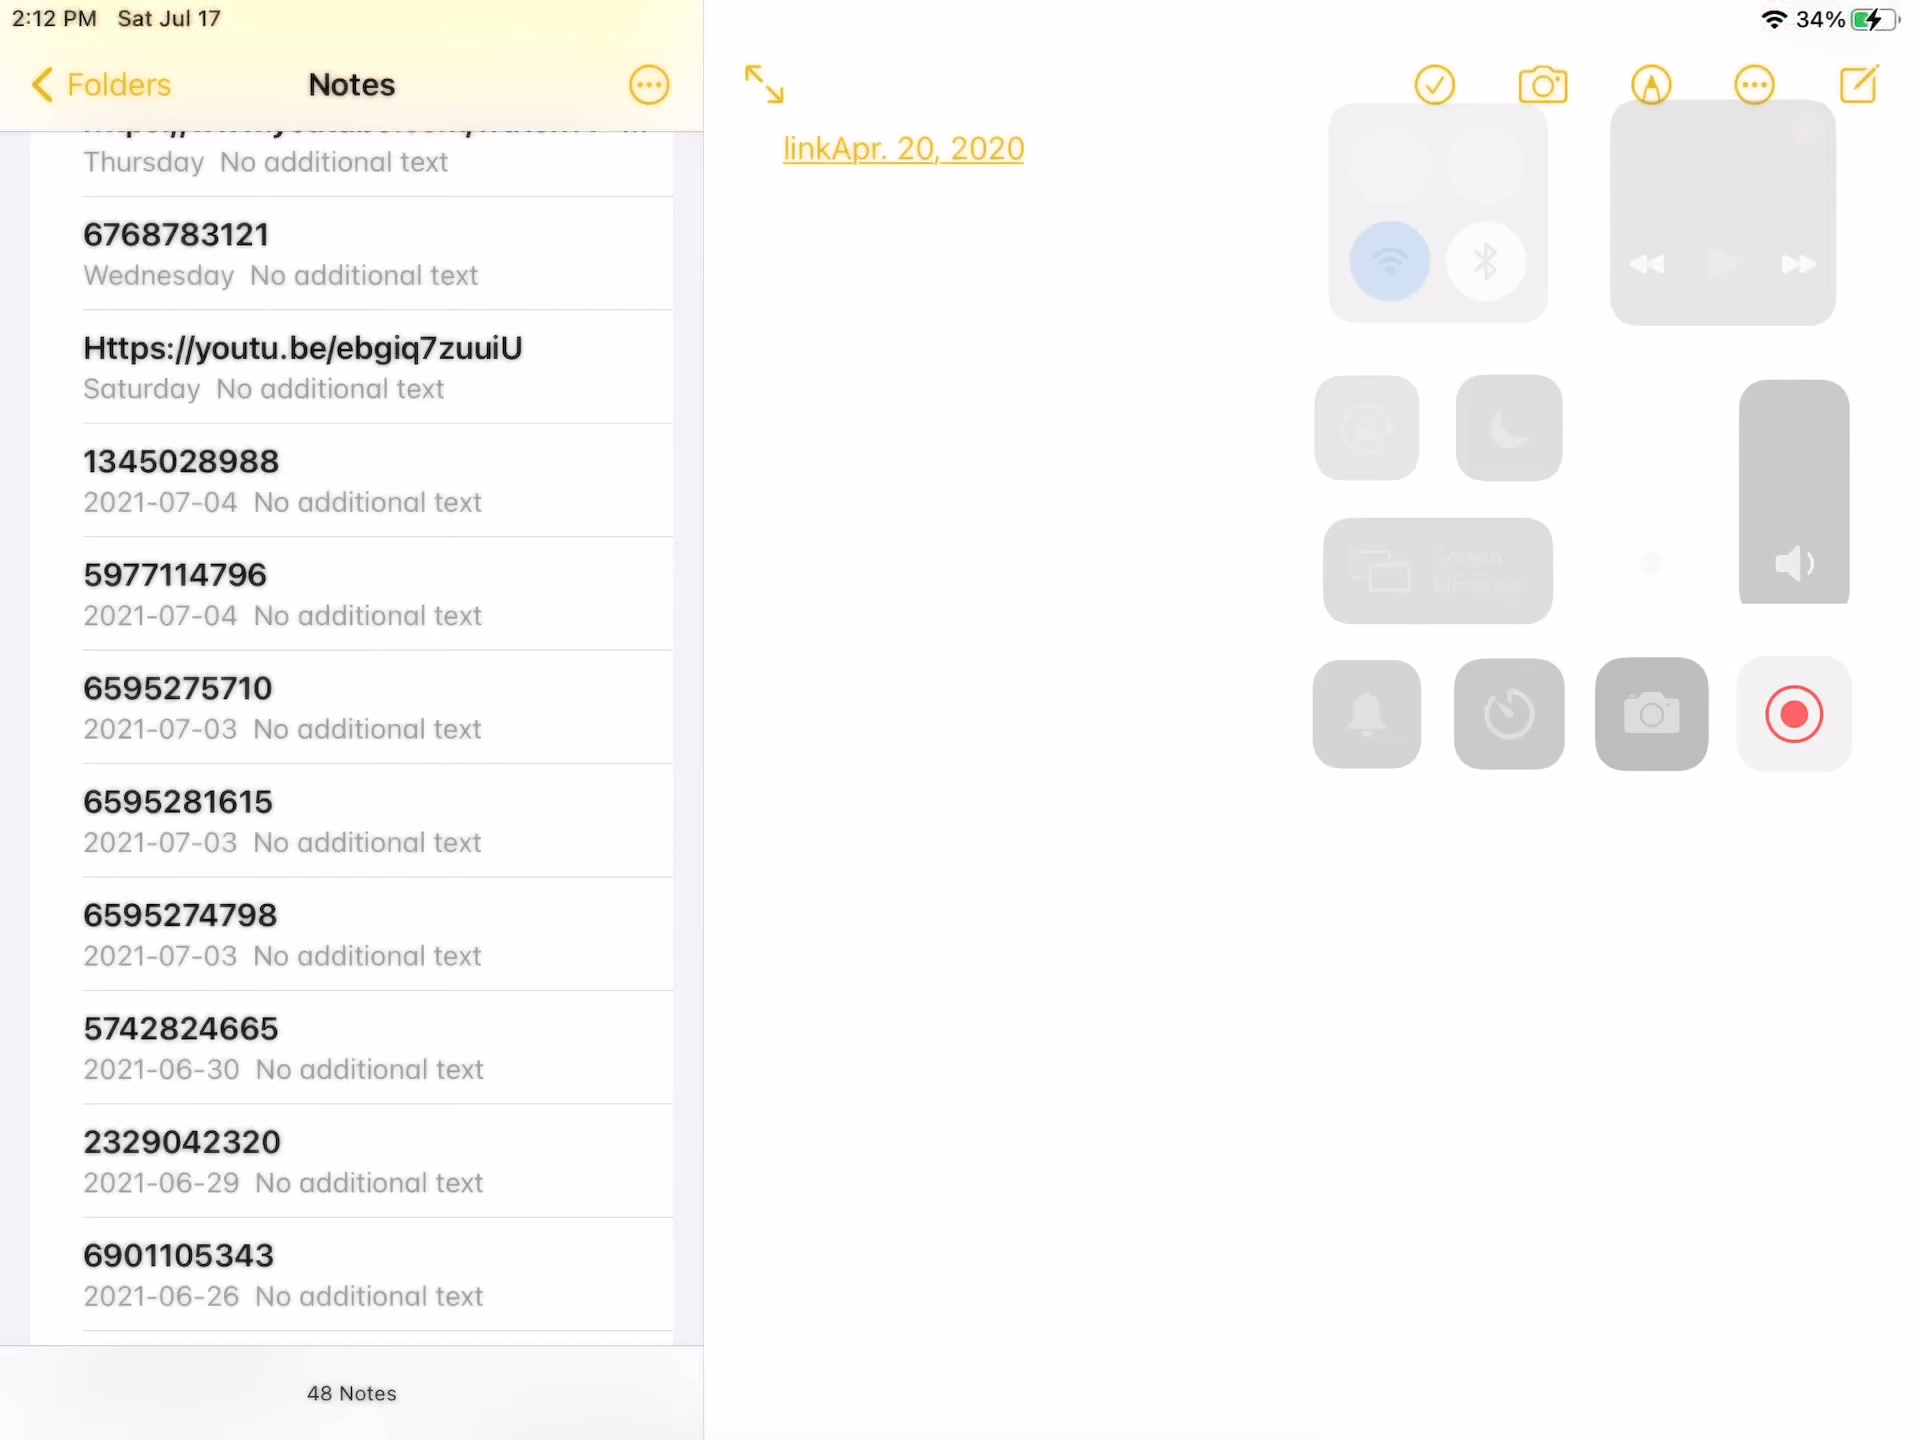 2:12 PM Sat Jul 17
34%
Folders
Notes
Thursday No additional text
6768783121
Wednesday No additional text
Https://youtu.be/ebgiq7zuuiU
Saturday No additional text
1345028988
2021-07-04 No additional text
5977114796
2021-07-04 No additional text
6595275710
2021-07-03 No additional text
6595281615
2021-07-03 No additional text
6595274798
2021-07-03 No additional text
5742824665
2021-06-30 No additional text
2329042320
2021-06-29 No additional text
6901105343
2021-06-26 No additional text
48 Notes
linkApr. 20, 2020
Screen
Mirroring